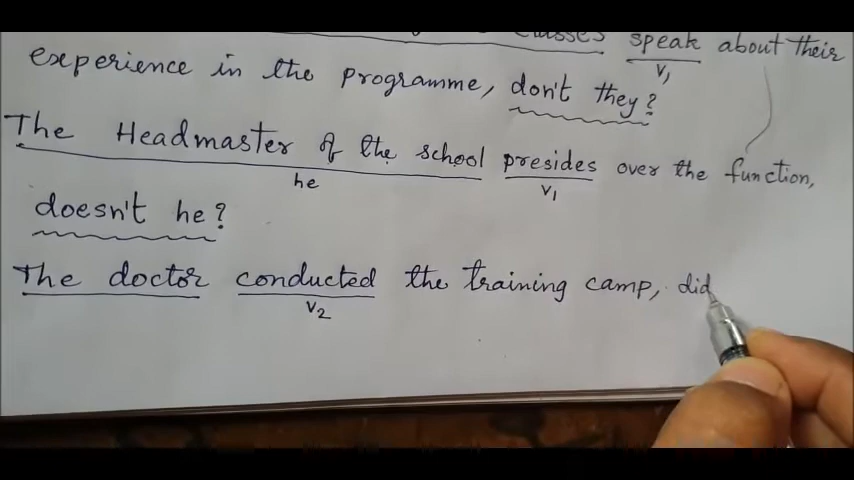 classes speak about their
V1
experience in the programme, don't they?
The Headmaster of the school presides over the function,
he V1
doesn't he?
The doctor conducted the training camp, did
V2